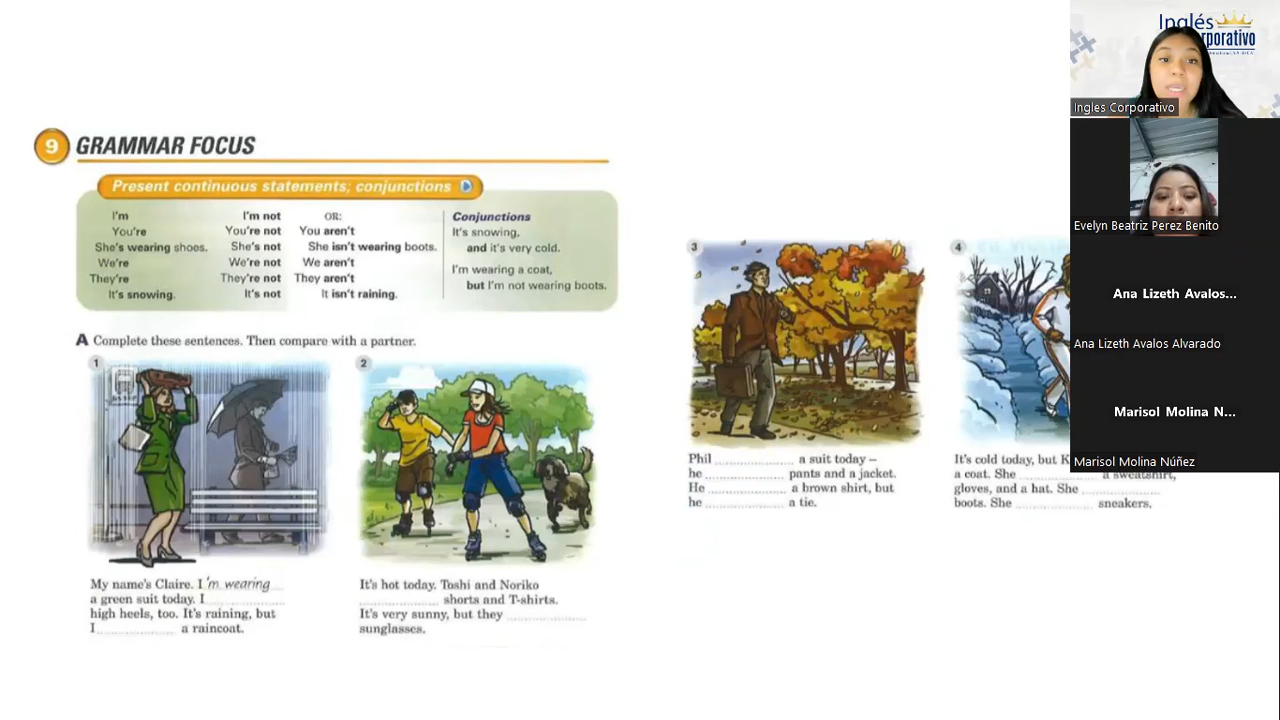 9 GRAMMAR FOCUS
Present continuous statements; conjunctions
I'm I'm not OR: Conjunctions
You're You're not You aren't It's snowing,
She's wearing shoes. She's not She isn't wearing boots. and it's very cold.
We're We're not We aren't I'm wearing a coat,
They're They're not They aren't but I'm not wearing boots.
It's snowing. It's not It isn't raining.
A Complete these sentences. Then compare with a partner.
1
My name's Claire. I 'm wearing
a green suit today. I
high heels, too. It's raining, but
I a raincoat.
2
It's hot today. Toshi and Noriko
shorts and T-shirts.
It's very sunny, but they
sunglasses.
3
Phil a suit today –
he pants and a jacket.
He a brown shirt, but
he a tie.
4
It's cold today, but
a coat. She a sweatshirt,
gloves, and a hat. She
boots. She sneakers.
Inglés
Ingles Corporativo
Evelyn Beatriz Perez Benito
Ana Lizeth Avalos...
Ana Lizeth Avalos Alvarado
Marisol Molina N...
Marisol Molina Núñez